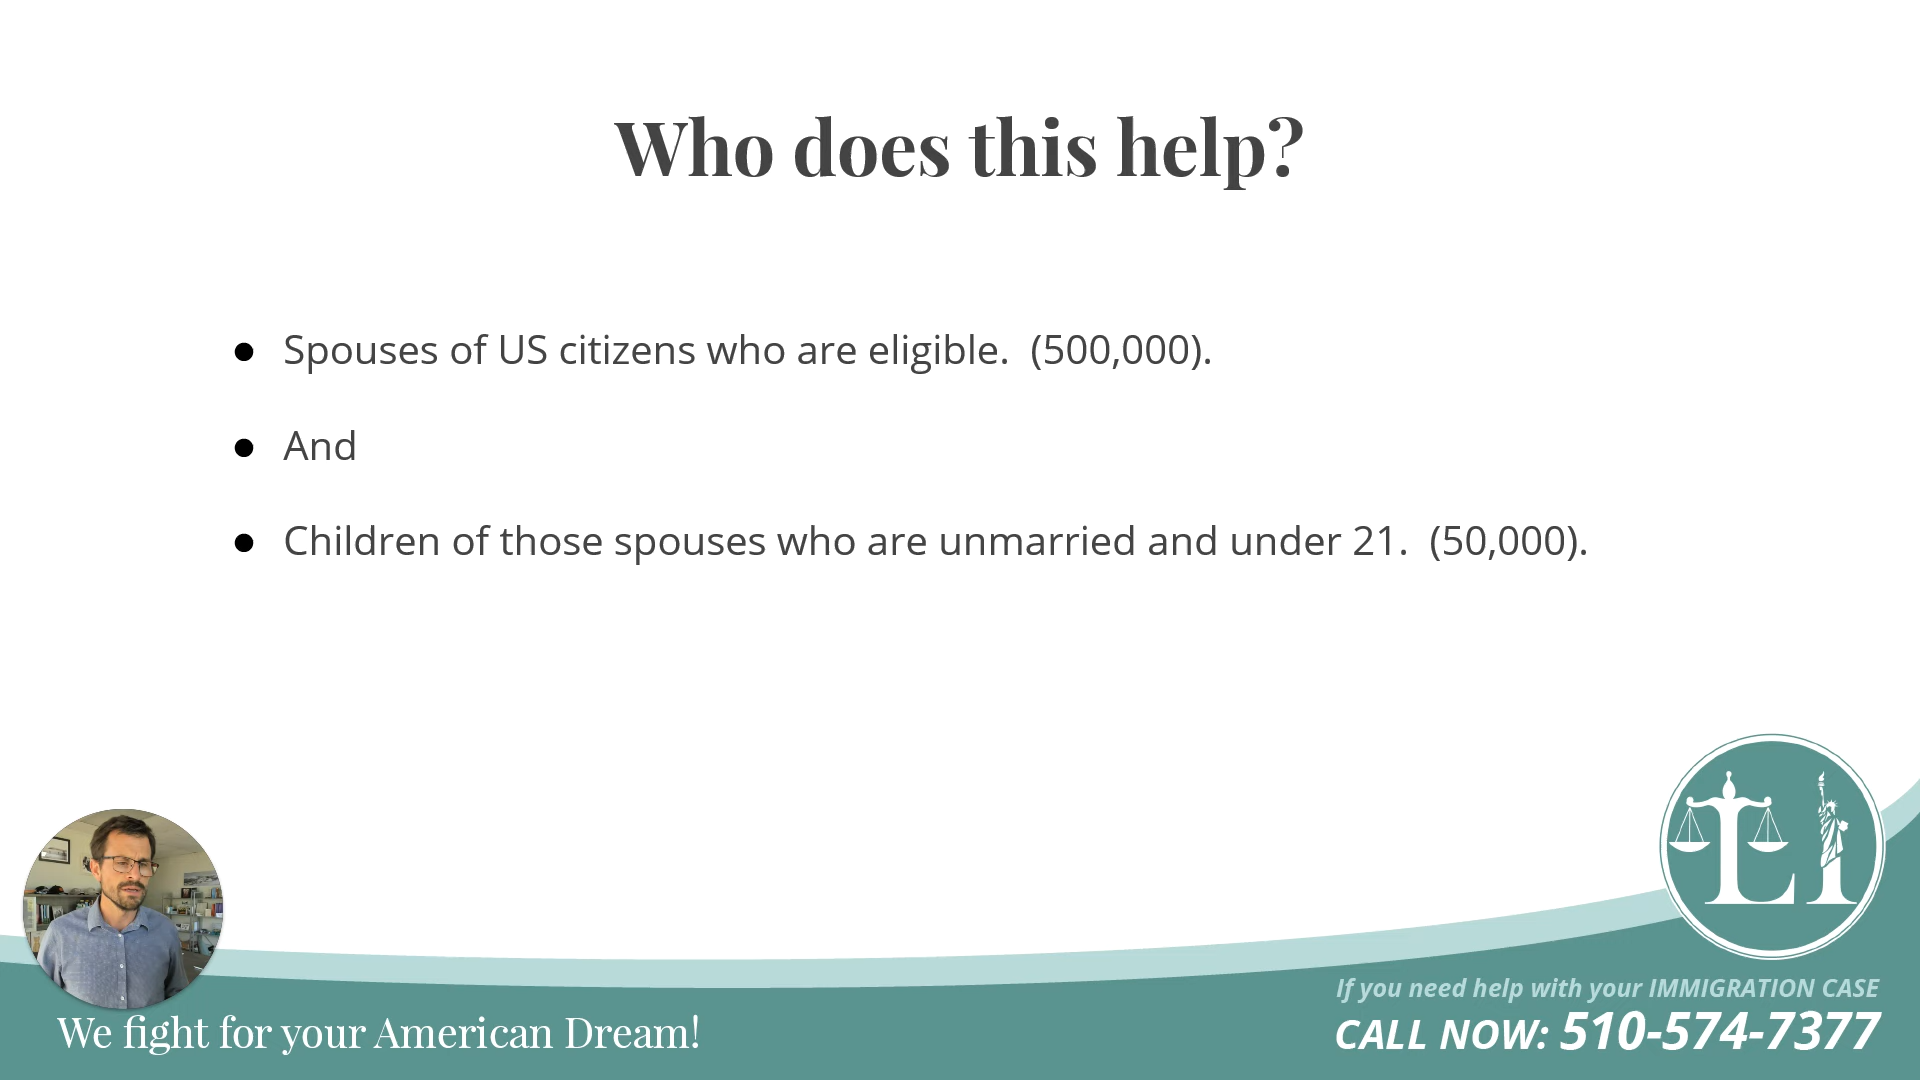 Who does this help?
● Spouses of US citizens who are eligible.  (500,000).
● And
● Children of those spouses who are unmarried and under 21.  (50,000).
LI
We fight for your American Dream!
If you need help with your IMMIGRATION CASE
CALL NOW: 510-574-7377